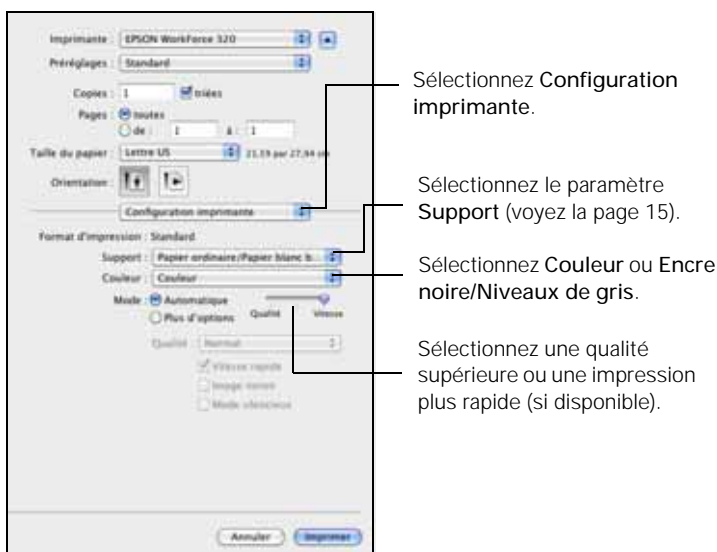 Imprimante : EPSON WorkForce 320
Préréglages : Standard
Copies : 1 triées
Pages : toutes
de : 1 à : 1
Taille du papier : Lettre US 21,59 par 27,94 cm
Orientation :
Configuration imprimante
Format d'impression : Standard
Support : Papier ordinaire/Papier blanc b...
Couleur : Couleur
Mode : Automatique
Plus d'options Qualité Vitesse
Qualité : Normal
Vitesse rapide
Image miroir
Mode silencieux
Annuler Imprimer
Sélectionnez Configuration
imprimante.
Sélectionnez le paramètre
Support (voyez la page 15).
Sélectionnez Couleur ou Encre
noire/Niveaux de gris.
Sélectionnez une qualité
supérieure ou une impression
plus rapide (si disponible).